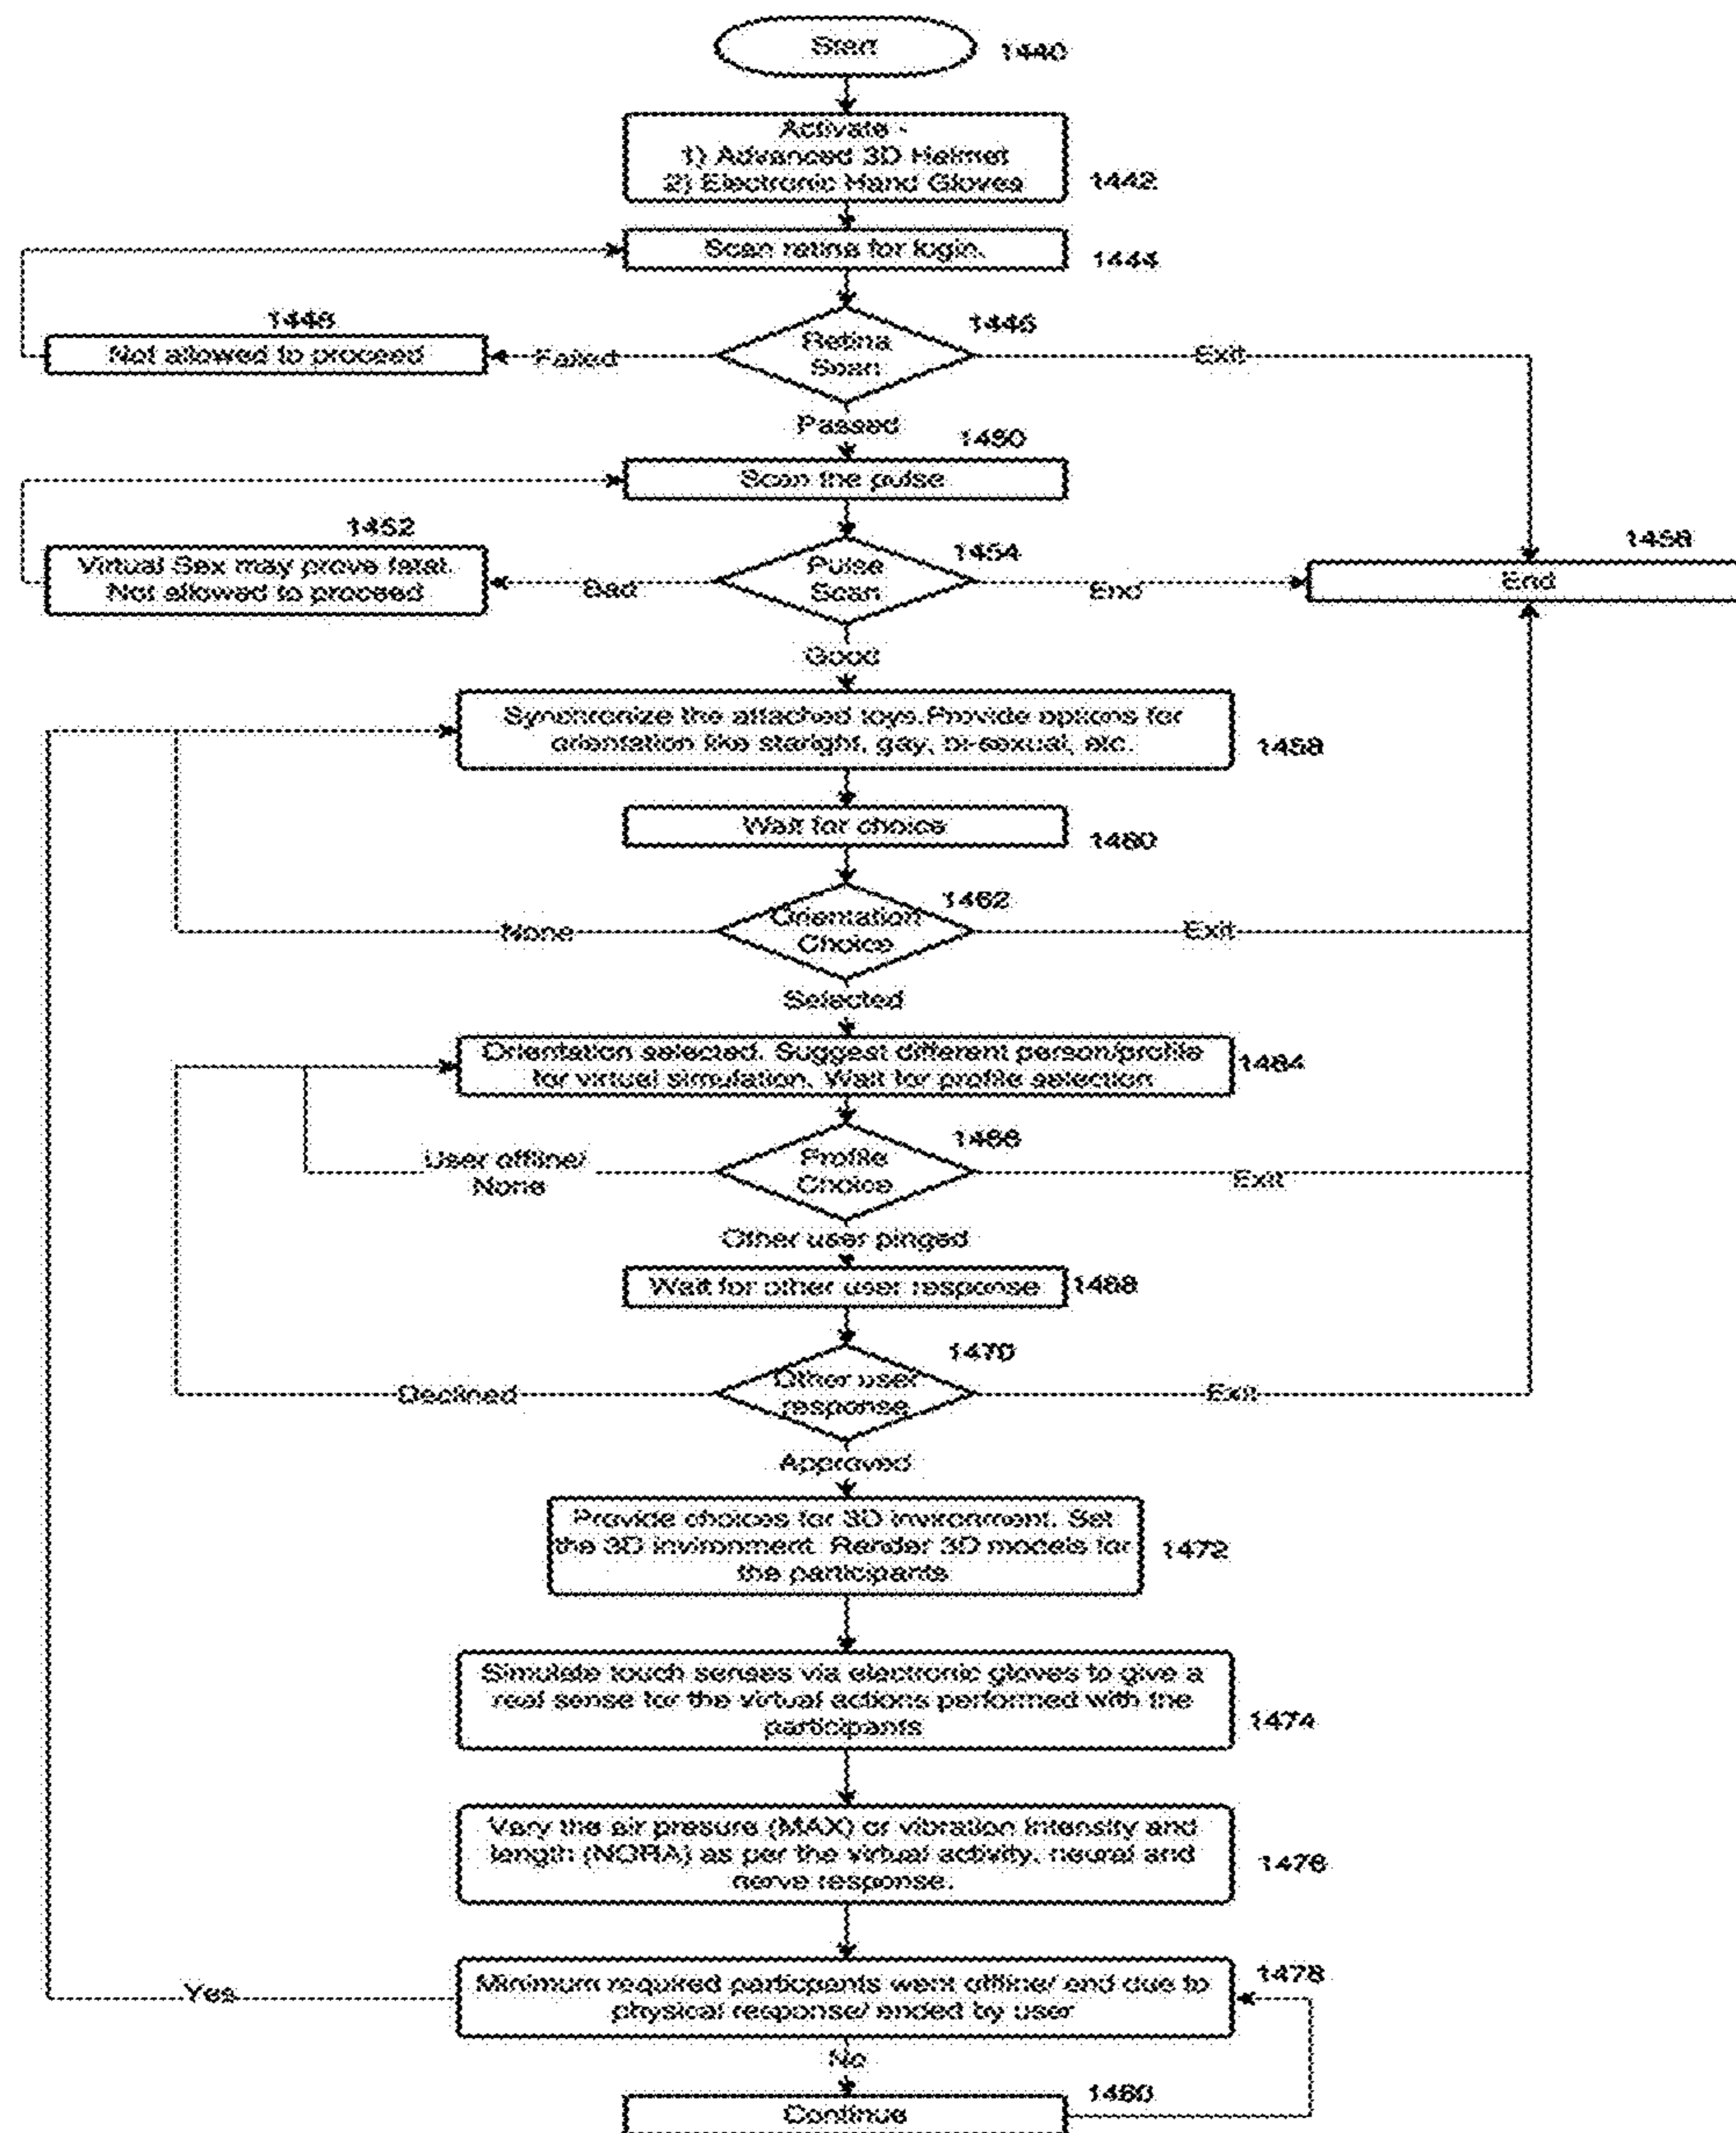 Start
1440
Activate -
1) Advanced 3D Helmet
2) Electronic Hand Gloves
1442
Scan retina for login.
1444
1448
Not allowed to proceed
Failed
Retina
Scan
1446
Exit
Passed
1450
Scan the pulse
1452
Virtual Sex may prove fatal.
Not allowed to proceed
Bad
Pulse
Scan
1454
End
1456
End
Good
Synchronize the attached toys.Provide options for
orientation like staright, gay, bi-sexual, etc.
1458
Wait for choice
1460
Orientation
Choice
1462
None
Exit
Selected
Orientation selected. Suggest different person/profile
for virtual simulation. Wait for profile selection
1464
User offline/
None
Profile
Choice
1466
Exit
Other user pinged
Wait for other user response
1468
Other user
response
1470
Declined
Exit
Approved
Provide choices for 3D invironment. Set
the 3D invironment. Render 3D models for
the participants
1472
Simulate touch senses via electronic gloves to give a
real sense for the virtual actions performed with the
participants
1474
Vary the air presure (MAX) or vibration intensity and
length (NORA) as per the virtual activity, neural and
nerve response.
1476
Minimum required particpants went offline/ end due to
physical response/ ended by user
1478
Yes
No
Continue
1480